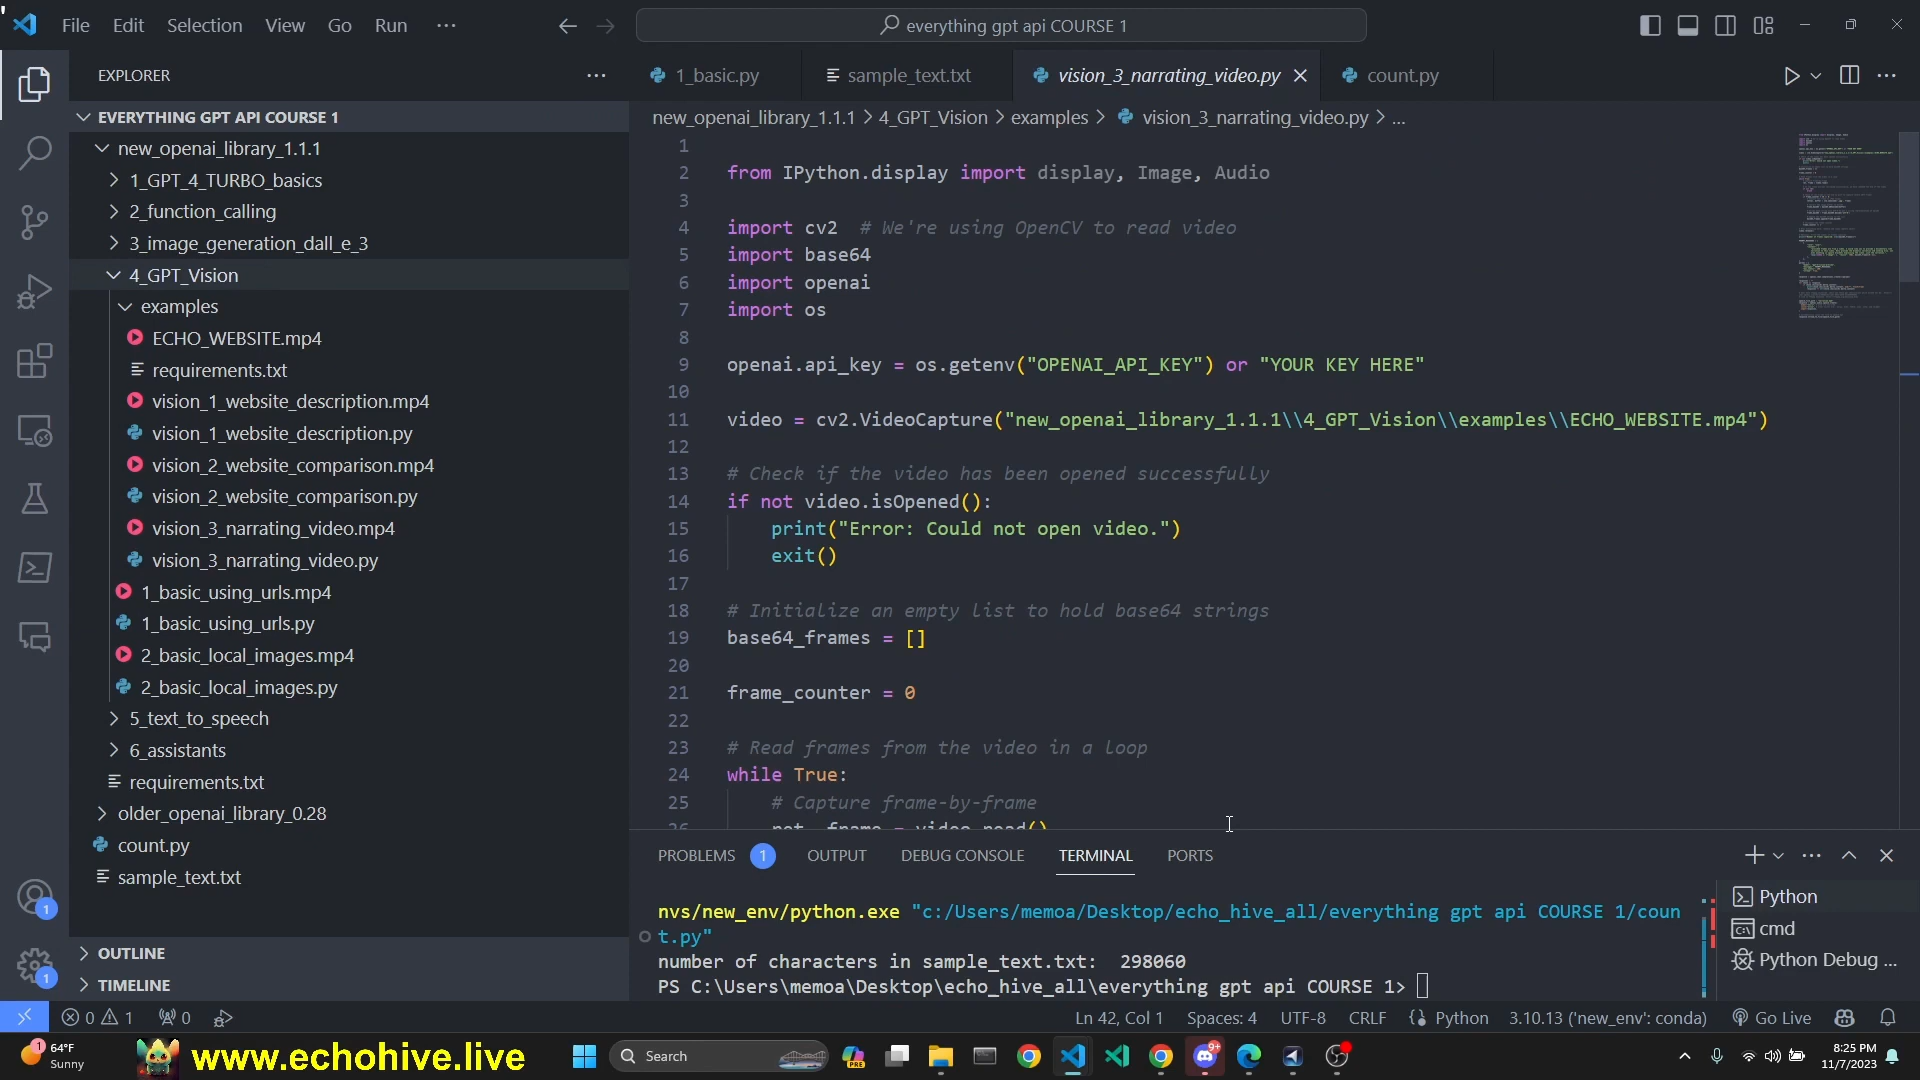 File Edit Selection View Go Run ···
everything gpt api COURSE 1
EXPLORER
EVERYTHING GPT API COURSE 1
new_openai_library_1.1.1
1_GPT_4_TURBO_basics
2_function_calling
3_image_generation_dall_e_3
4_GPT_Vision
examples
ECHO_WEBSITE.mp4
requirements.txt
vision_1_website_description.mp4
vision_1_website_description.py
vision_2_website_comparison.mp4
vision_2_website_comparison.py
vision_3_narrating_video.mp4
vision_3_narrating_video.py
1_basic_using_urls.mp4
1_basic_using_urls.py
2_basic_local_images.mp4
2_basic_local_images.py
5_text_to_speech
6_assistants
requirements.txt
older_openai_library_0.28
count.py
sample_text.txt
OUTLINE
TIMELINE
1_basic.py sample_text.txt vision_3_narrating_video.py count.py
new_openai_library_1.1.1 > 4_GPT_Vision > examples > vision_3_narrating_video.py > ...
1
2 from IPython.display import display, Image, Audio
3
4 import cv2  # We're using OpenCV to read video
5 import base64
6 import openai
7 import os
8
9 openai.api_key = os.getenv("OPENAI_API_KEY") or "YOUR KEY HERE"
10
11 video = cv2.VideoCapture("new_openai_library_1.1.1\\4_GPT_Vision\\examples\\ECHO_WEBSITE.mp4")
12
13 # Check if the video has been opened successfully
14 if not video.isOpened():
15     print("Error: Could not open video.")
16     exit()
17
18 # Initialize an empty list to hold base64 strings
19 base64_frames = []
20
21 frame_counter = 0
22
23 # Read frames from the video in a loop
24 while True:
25     # Capture frame-by-frame
26     ret, frame = video.read()
PROBLEMS 1 OUTPUT DEBUG CONSOLE TERMINAL PORTS
nvs/new_env/python.exe "c:/Users/memoa/Desktop/echo_hive_all/everything gpt api COURSE 1/coun
t.py"
number of characters in sample_text.txt:  298060
PS C:\Users\memoa\Desktop\echo_hive_all\everything gpt api COURSE 1>
Python
cmd
Python Debug ...
1
1
0 1 0 Ln 42, Col 1 Spaces: 4 UTF-8 CRLF Python 3.10.13 ('new_env': conda) Go Live
1 64°F
Sunny
www.echohive.live
Search
PRE
9+
8:25 PM
11/7/2023